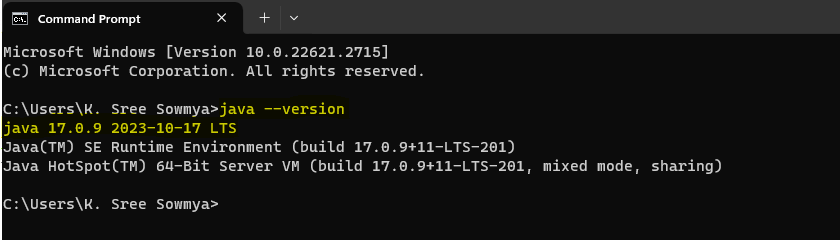 Command Prompt
Microsoft Windows [Version 10.0.22621.2715]
(c) Microsoft Corporation. All rights reserved.
C:\Users\K. Sree Sowmya>java --version
java 17.0.9 2023-10-17 LTS
Java(TM) SE Runtime Environment (build 17.0.9+11-LTS-201)
Java HotSpot(TM) 64-Bit Server VM (build 17.0.9+11-LTS-201, mixed mode, sharing)
C:\Users\K. Sree Sowmya>